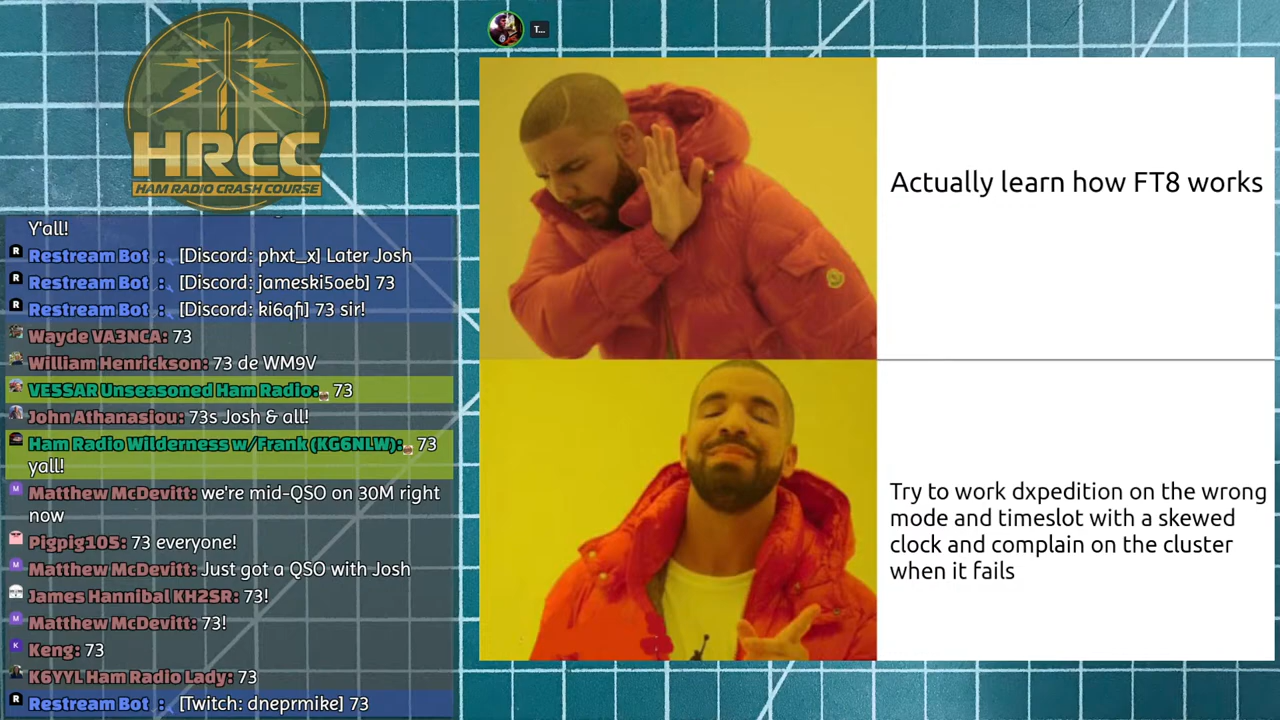 HRCC
HAM RADIO CRASH COURSE
T...
Y'all!
Restream Bot : [Discord: phxt_x] Later Josh
Restream Bot : [Discord: jameski5oeb] 73
Restream Bot : [Discord: ki6qfi] 73 sir!
Wayde VA3NCA: 73
William Henrickson: 73 de WM9V
VE5SAR Unseasoned Ham Radio: 73
John Athanasiou: 73s Josh & all!
Ham Radio Wilderness w/Frank (KG6NLW): 73
yall!
Matthew McDevitt: we're mid-QSO on 30M right
now
Pigpig105: 73 everyone!
Matthew McDevitt: Just got a QSO with Josh
James Hannibal KH2SR: 73!
Matthew McDevitt: 73!
Keng: 73
K6YYL Ham Radio Lady: 73
Restream Bot : [Twitch: dneprmike] 73
Actually learn how FT8 works
Try to work dxpedition on the wrong
mode and timeslot with a skewed
clock and complain on the cluster
when it fails